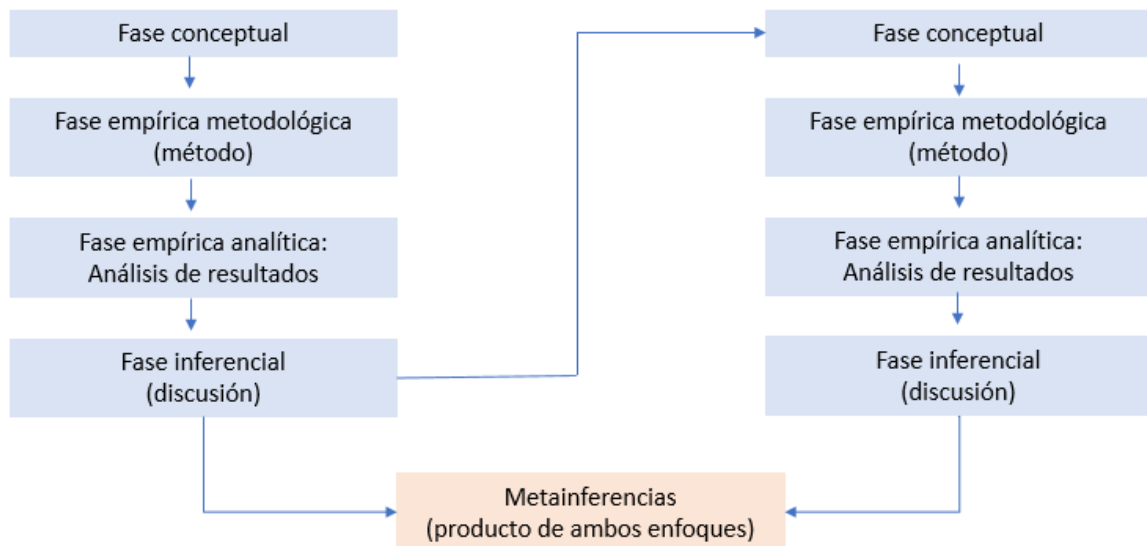 Fase conceptual
Fase empírica metodológica
(método)
Fase empírica analítica:
Análisis de resultados
Fase inferencial
(discusión)
Fase conceptual
Fase empírica metodológica
(método)
Fase empírica analítica:
Análisis de resultados
Fase inferencial
(discusión)
Metainferencias
(producto de ambos enfoques)